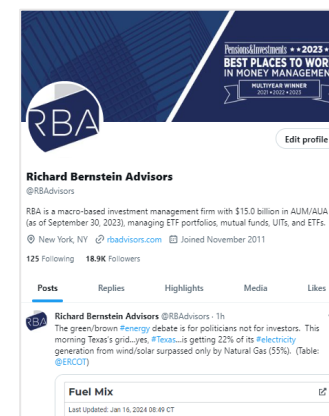 Pensions&Investments ★★2023★
BEST PLACES TO WOR
IN MONEY MANAGEMEN
MULTIYEAR WINNER
2021 • 2022 • 2023
RBA
Edit profile
Richard Bernstein Advisors
@RBAdvisors
RBA is a macro-based investment management firm with $15.0 billion in AUM/AUA
(as of September 30, 2023), managing ETF portfolios, mutual funds, UITs, and ETFs.
New York, NY rbadvisors.com Joined November 2011
125 Following 18.9K Followers
Posts Replies Highlights Media Likes
RBA Richard Bernstein Advisors @RBAdvisors · 1h
The green/brown #energy debate is for politicians not for investors. This
morning Texas's grid...yes, #Texas...is getting 22% of its #electricity
generation from wind/solar surpassed only by Natural Gas (55%). (Table:
@ERCOT)
Fuel Mix
Last Updated: Jan 16, 2024 08:49 CT